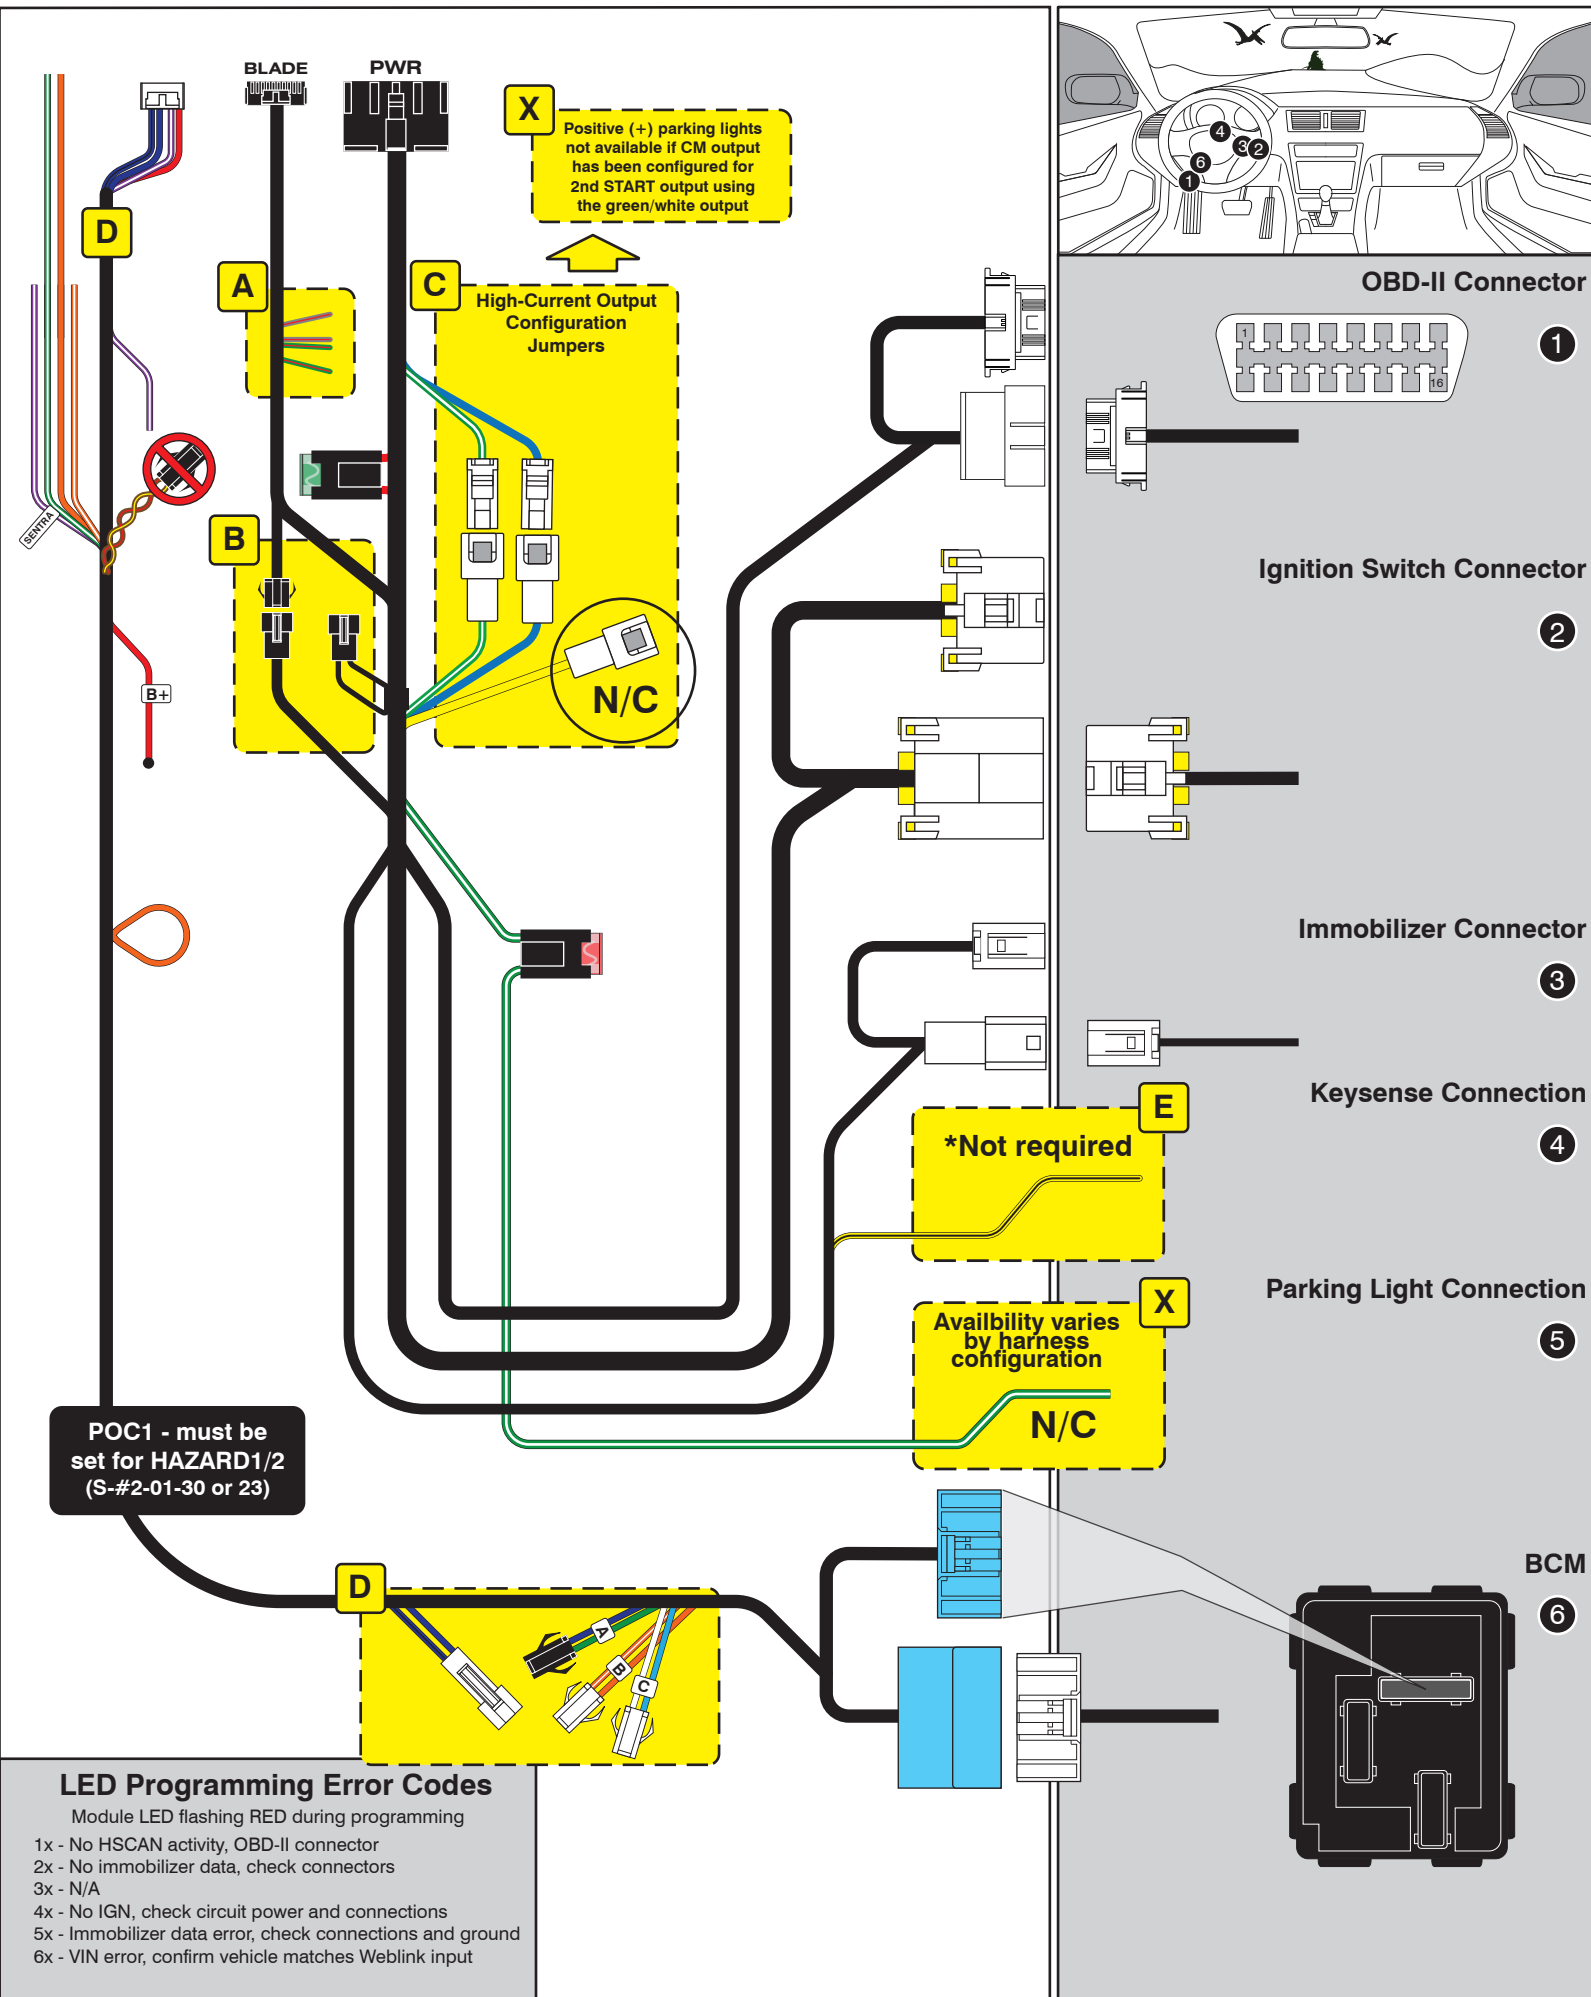 BLADE
PWR
X
Positive (+) parking lights
not available if CM output
has been configured for
2nd START output using
the green/white output
4
3
2
6
1
D
A
C
High-Current Output
Configuration
Jumpers
OBD-II Connector
1
1
16
SENTRA
B
B+
N/C
Ignition Switch Connector
2
Immobilizer Connector
3
Keysense Connection
4
E
*Not required
Parking Light Connection
5
X
Availbility varies
by harness
configuration
N/C
POC1 - must be
set for HAZARD1/2
(S-#2-01-30 or 23)
BCM
6
D
A
B
C
LED Programming Error Codes
Module LED flashing RED during programming
1x - No HSCAN activity, OBD-II connector
2x - No immobilizer data, check connectors
3x - N/A
4x - No IGN, check circuit power and connections
5x - Immobilizer data error, check connections and ground
6x - VIN error, confirm vehicle matches Weblink input